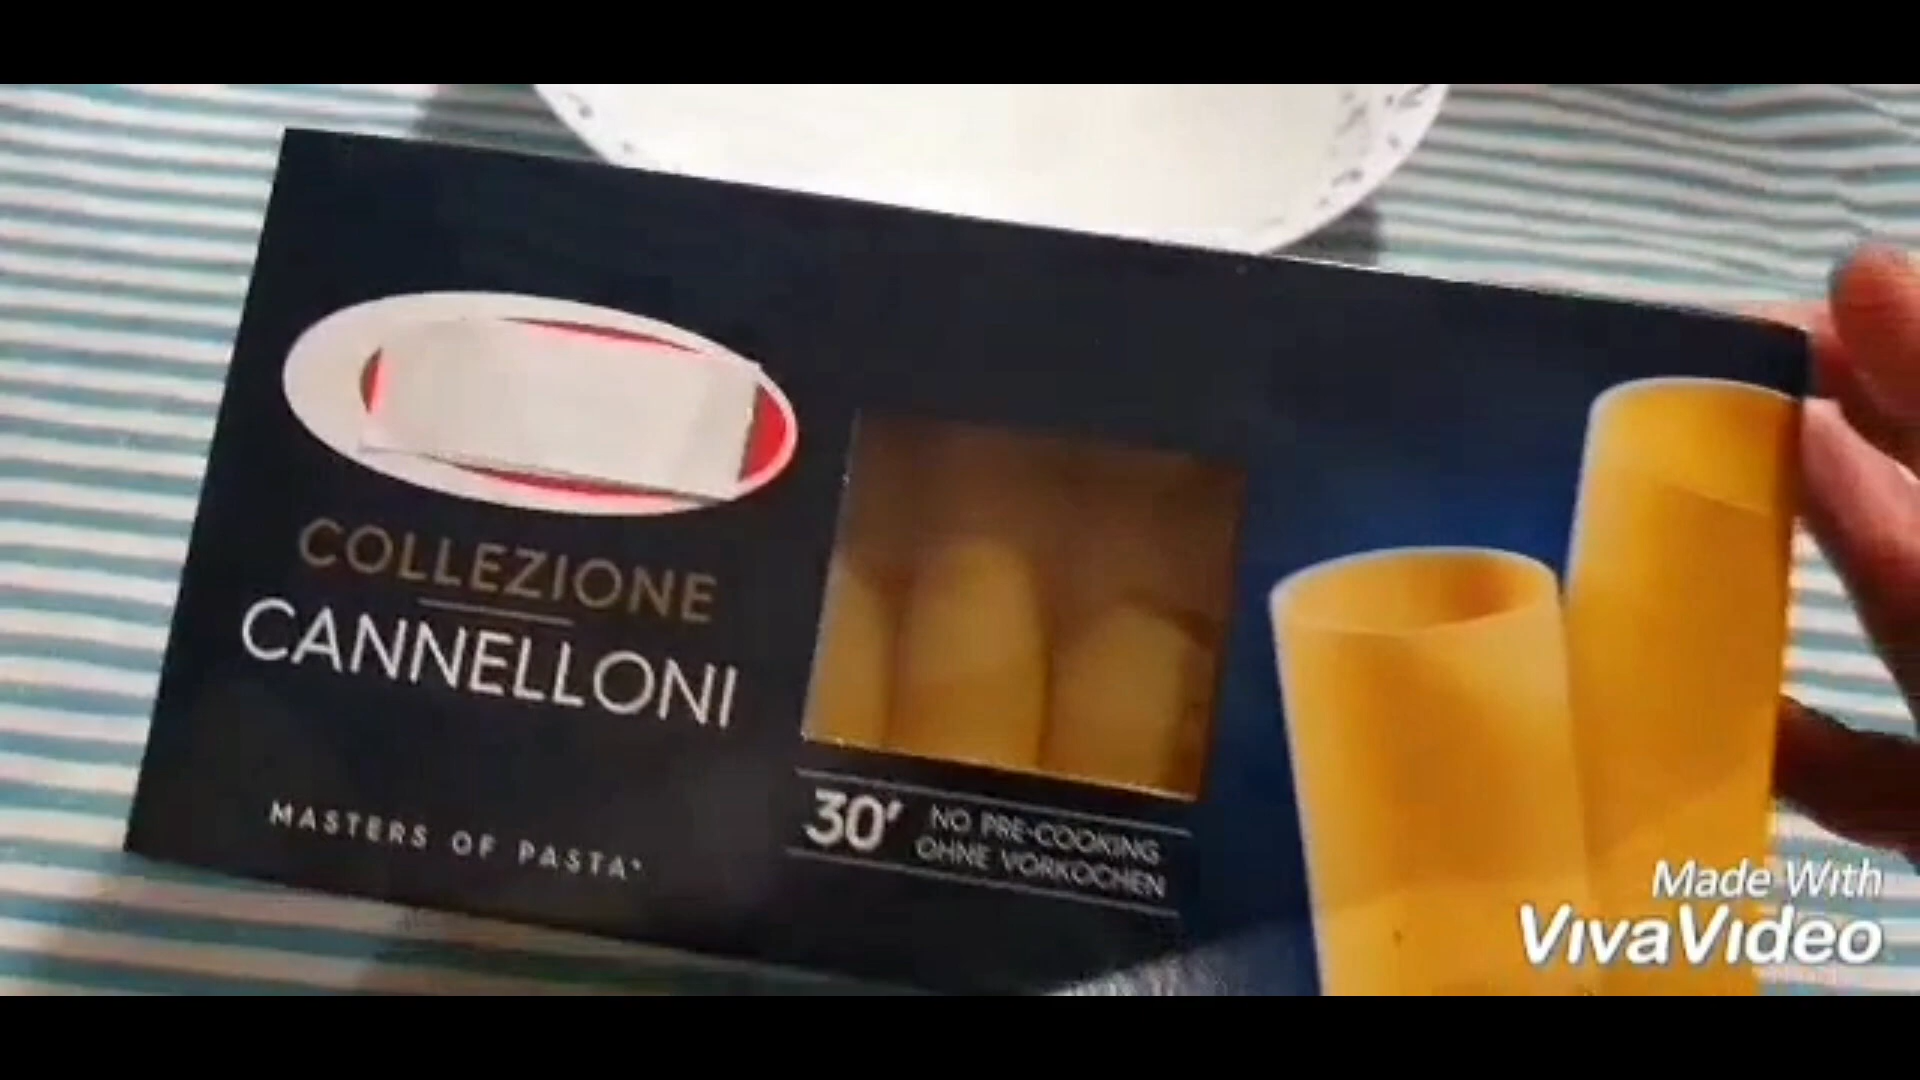 COLLEZIONE
CANNELLONI
MASTERS OF PASTA
30′ NO PRE-COOKING
OHNE VORKOCHEN
Made With
VivaVideo